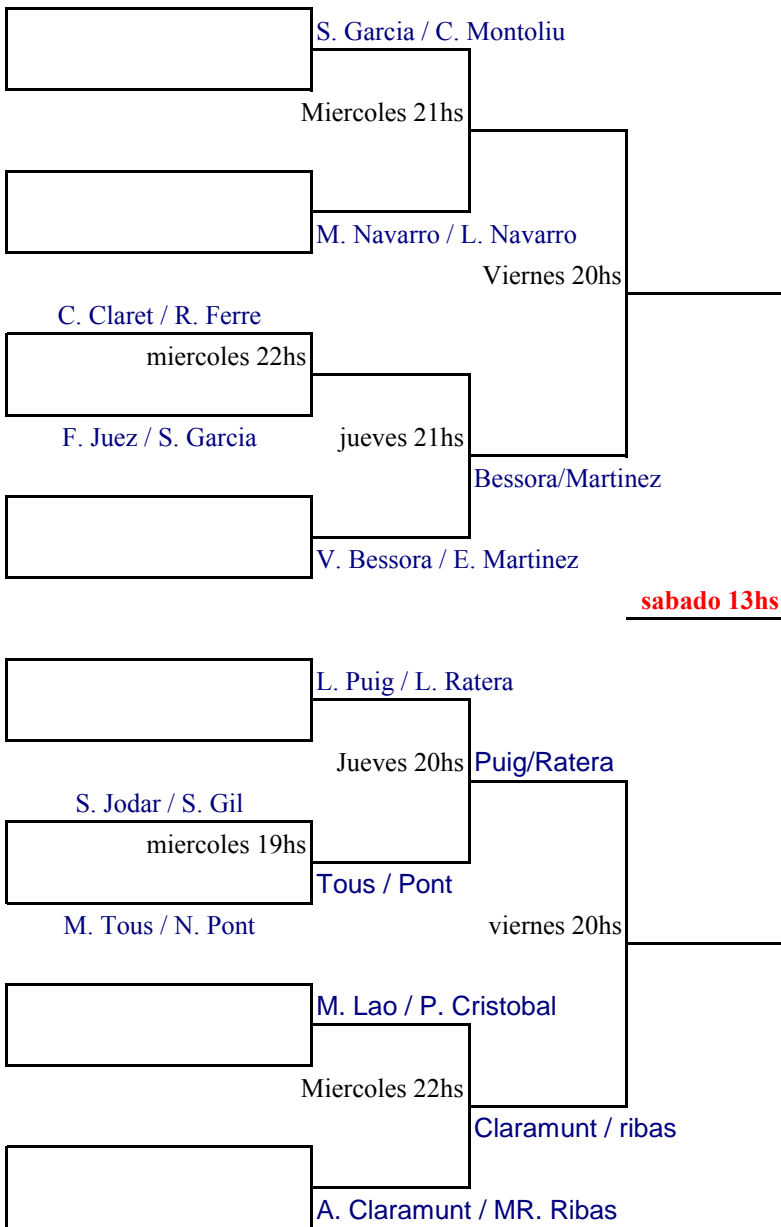 S. Garcia / C. Montoliu
Miercoles 21hs
M. Navarro / L. Navarro
Viernes 20hs
C. Claret / R. Ferre
miercoles 22hs
F. Juez / S. Garcia
jueves 21hs
Bessora/Martinez
V. Bessora / E. Martinez
sabado 13hs
L. Puig / L. Ratera
Jueves 20hs
Puig/Ratera
S. Jodar / S. Gil
miercoles 19hs
Tous / Pont
M. Tous / N. Pont
viernes 20hs
M. Lao / P. Cristobal
Miercoles 22hs
Claramunt / ribas
A. Claramunt / MR. Ribas